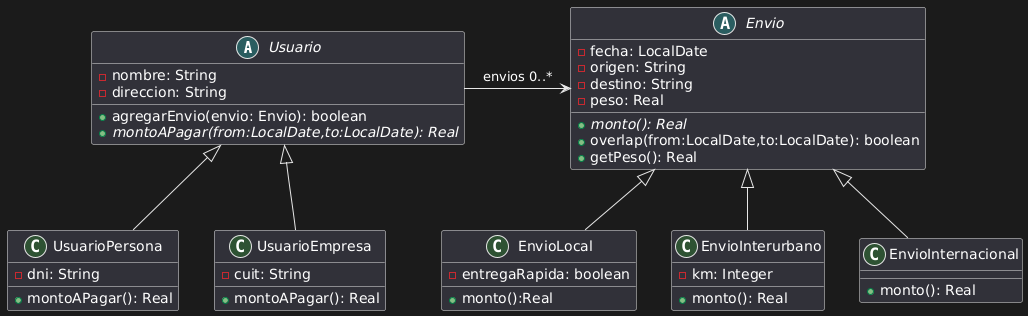 A Usuario
nombre: String
direccion: String
agregarEnvio(envio: Envio): boolean
montoAPagar(from:LocalDate,to:LocalDate): Real
envios 0..*
A Envio
fecha: LocalDate
origen: String
destino: String
peso: Real
monto(): Real
overlap(from:LocalDate,to:LocalDate): boolean
getPeso(): Real
C UsuarioPersona
dni: String
montoAPagar(): Real
C UsuarioEmpresa
cuit: String
montoAPagar(): Real
C EnvioLocal
entregaRapida: boolean
monto():Real
C EnvioInterurbano
km: Integer
monto(): Real
C EnvioInternacional
monto(): Real